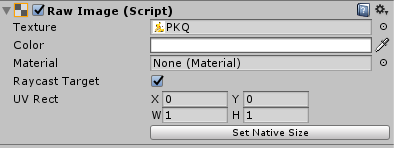 Raw Image (Script)
Texture PKQ
Color
Material None (Material)
Raycast Target
UV Rect X 0 Y 0
W 1 H 1
Set Native Size